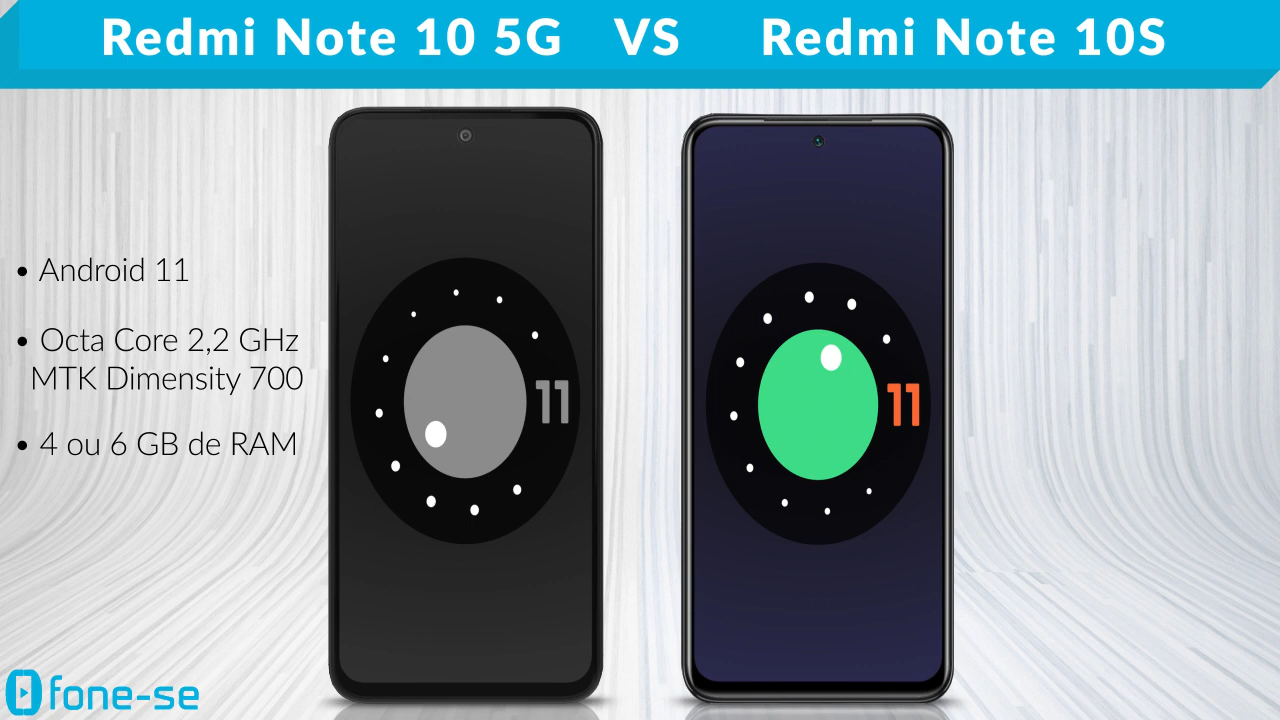 Redmi Note 10 5G VS Redmi Note 10S
• Android 11
• Octa Core 2,2 GHz
MTK Dimensity 700
• 4 ou 6 GB de RAM
11
11
fone-se